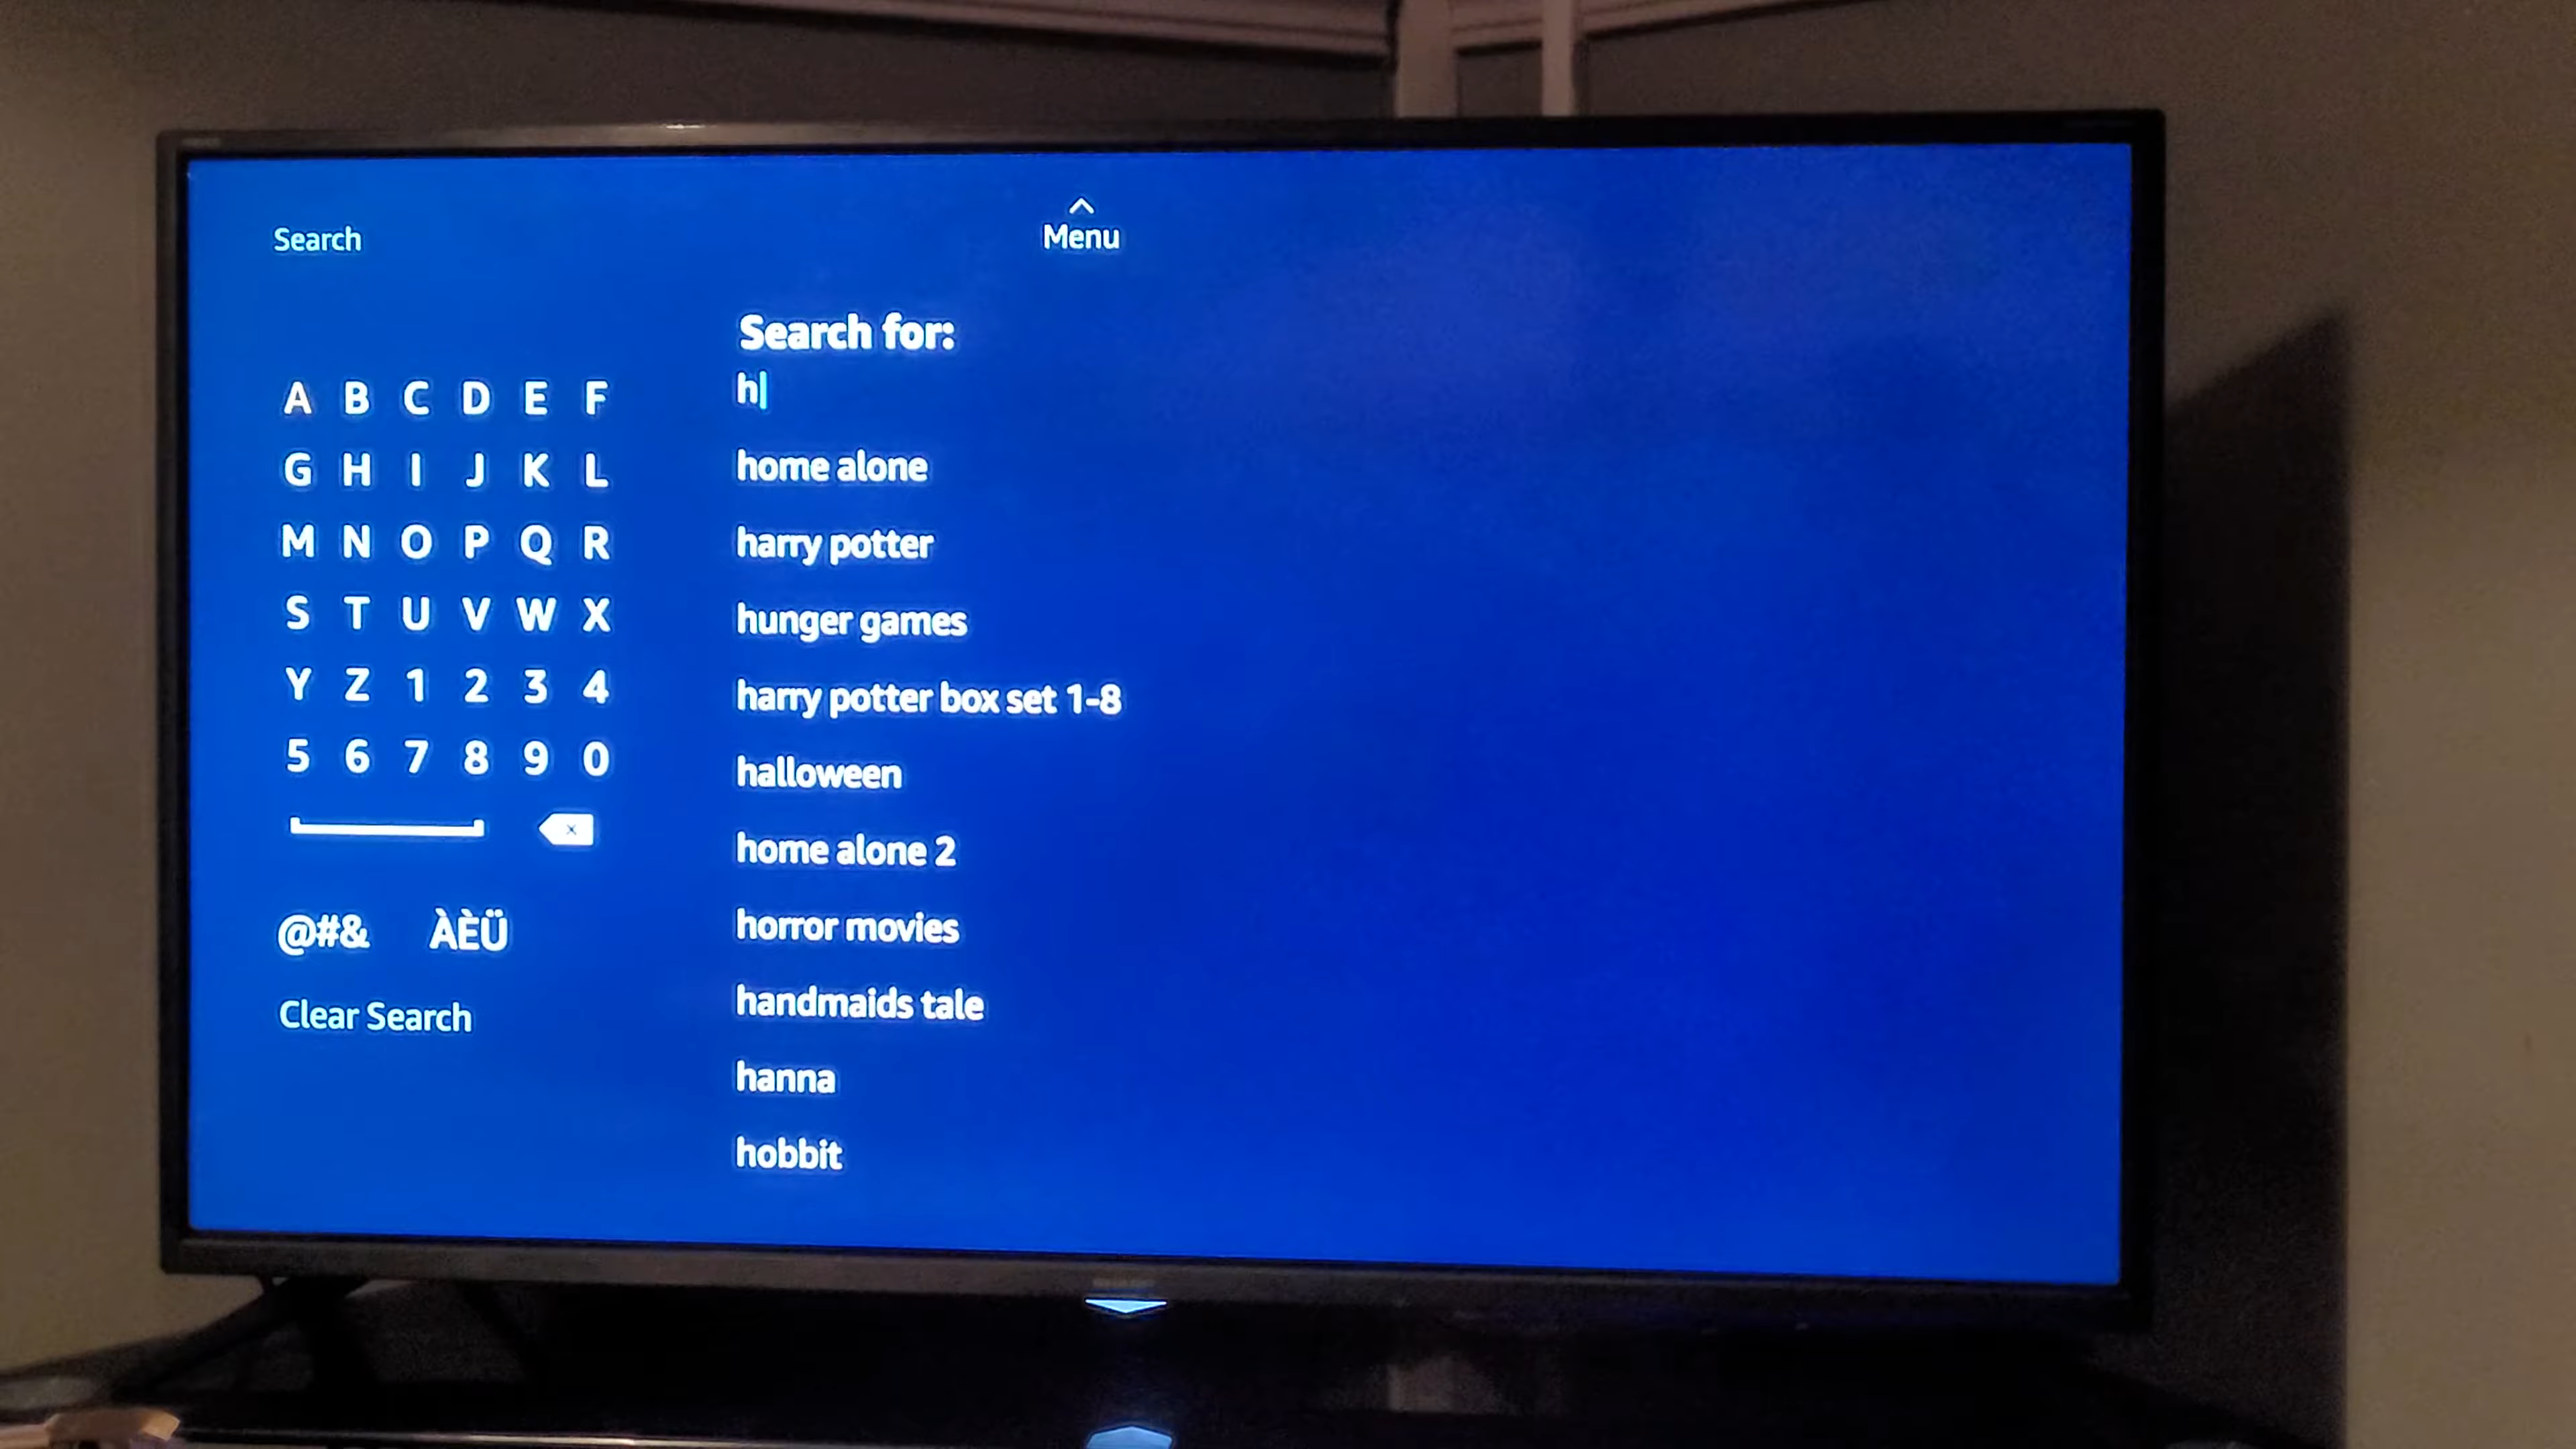 Search
Menu
Search for:
h
A B C D E F
G H I J K L
M N O P Q R
S T U V W X
Y Z 1 2 3 4
5 6 7 8 9 0
@#& ÀÈÜ
Clear Search
home alone
harry potter
hunger games
harry potter box set 1-8
halloween
home alone 2
horror movies
handmaids tale
hanna
hobbit